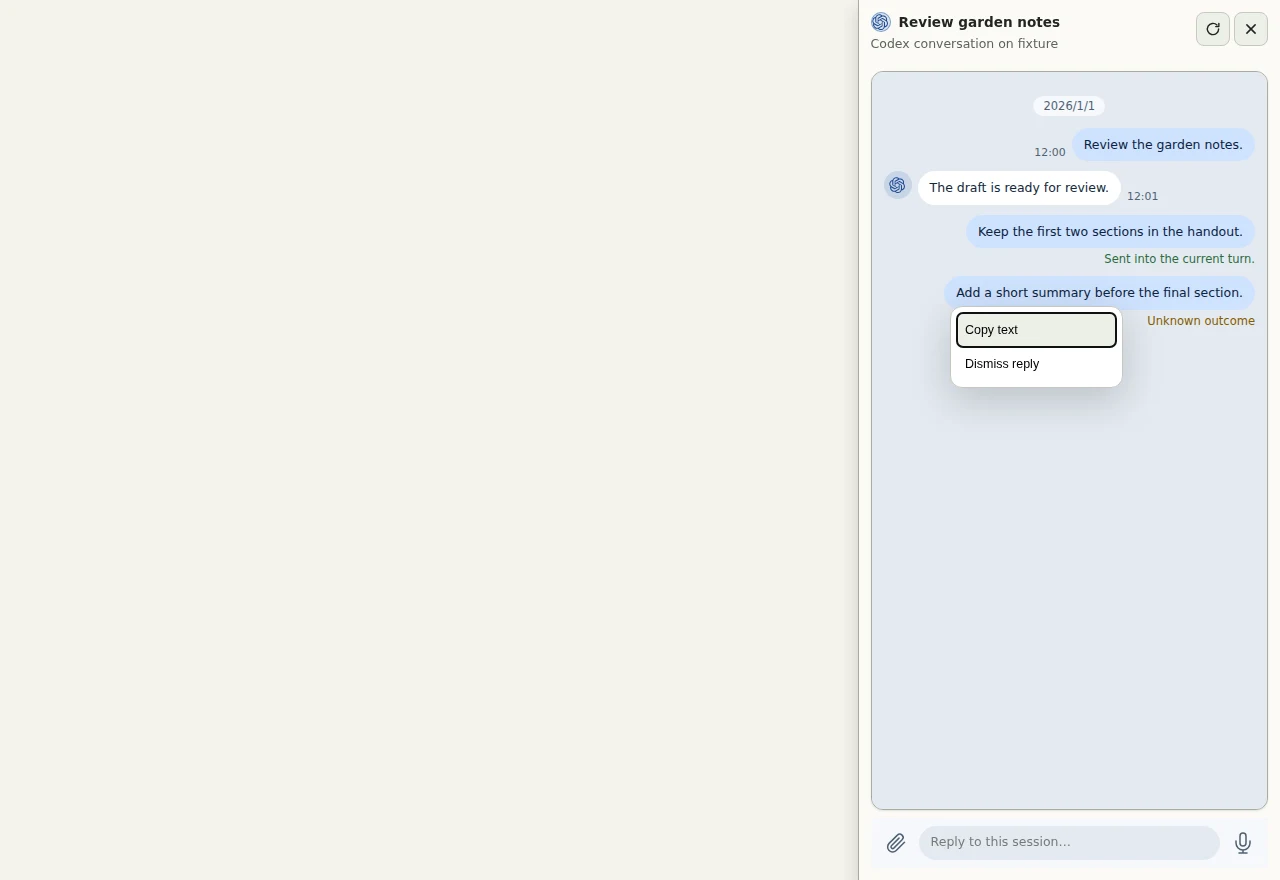 Review garden notes
Codex conversation on fixture
2026/1/1
12:00
Review the garden notes.
The draft is ready for review.
12:01
Keep the first two sections in the handout.
Sent into the current turn.
Add a short summary before the final section.
Unknown outcome
Copy text
Dismiss reply
Reply to this session…